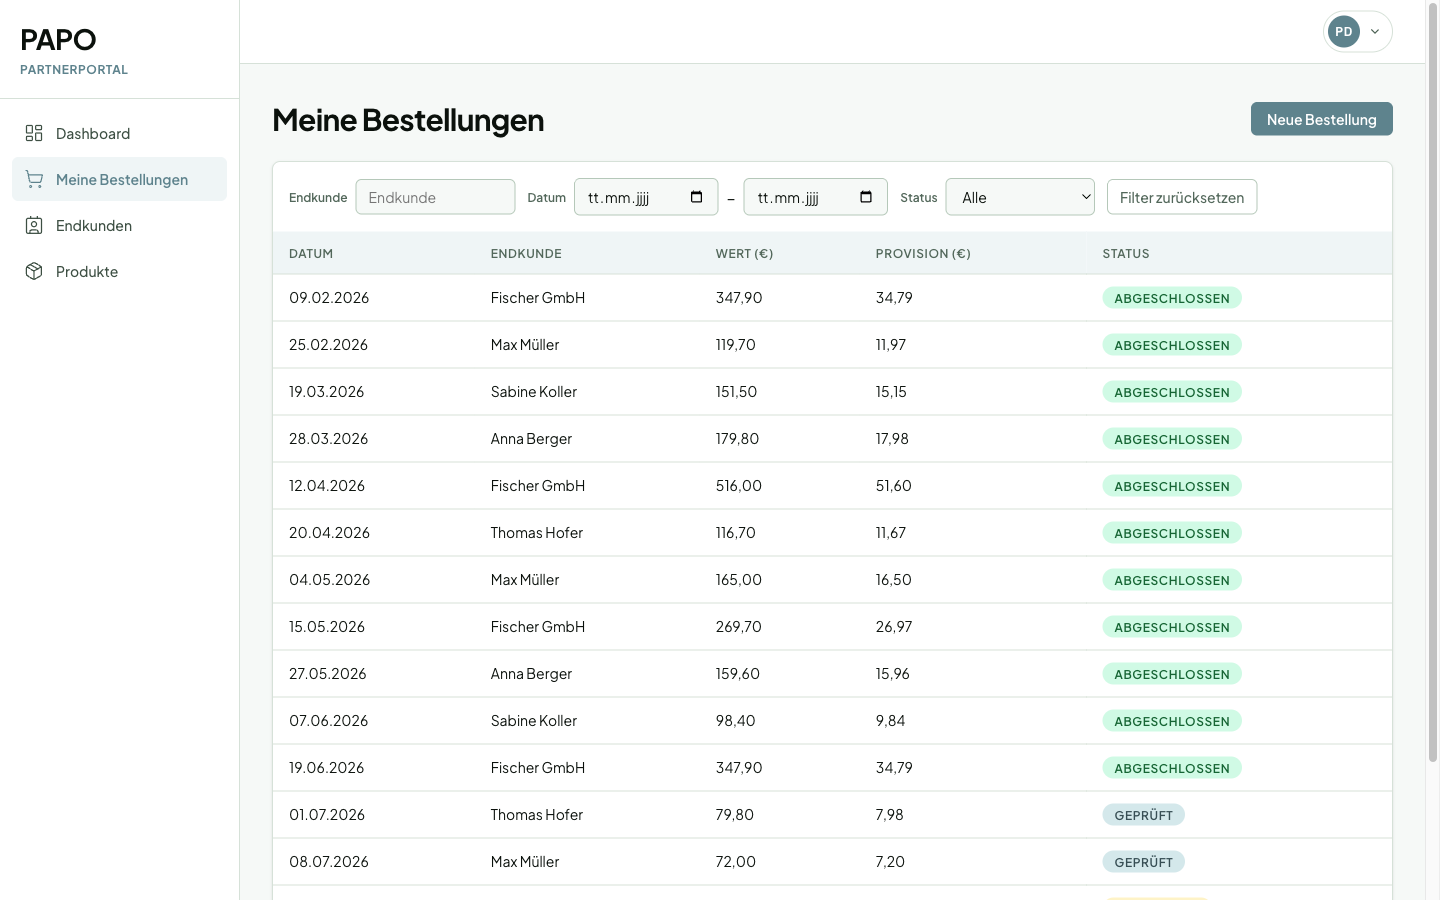 PAPO
PARTNERPORTAL
Dashboard
Meine Bestellungen
Endkunden
Produkte
PD
Meine Bestellungen
Neue Bestellung
Endkunde Endkunde Datum tt.mm.jjjj – tt.mm.jjjj Status Alle Filter zurücksetzen
DATUM ENDKUNDE WERT (€) PROVISION (€) STATUS
09.02.2026 Fischer GmbH 347,90 34,79 ABGESCHLOSSEN
25.02.2026 Max Müller 119,70 11,97 ABGESCHLOSSEN
19.03.2026 Sabine Koller 151,50 15,15 ABGESCHLOSSEN
28.03.2026 Anna Berger 179,80 17,98 ABGESCHLOSSEN
12.04.2026 Fischer GmbH 516,00 51,60 ABGESCHLOSSEN
20.04.2026 Thomas Hofer 116,70 11,67 ABGESCHLOSSEN
04.05.2026 Max Müller 165,00 16,50 ABGESCHLOSSEN
15.05.2026 Fischer GmbH 269,70 26,97 ABGESCHLOSSEN
27.05.2026 Anna Berger 159,60 15,96 ABGESCHLOSSEN
07.06.2026 Sabine Koller 98,40 9,84 ABGESCHLOSSEN
19.06.2026 Fischer GmbH 347,90 34,79 ABGESCHLOSSEN
01.07.2026 Thomas Hofer 79,80 7,98 GEPRÜFT
08.07.2026 Max Müller 72,00 7,20 GEPRÜFT